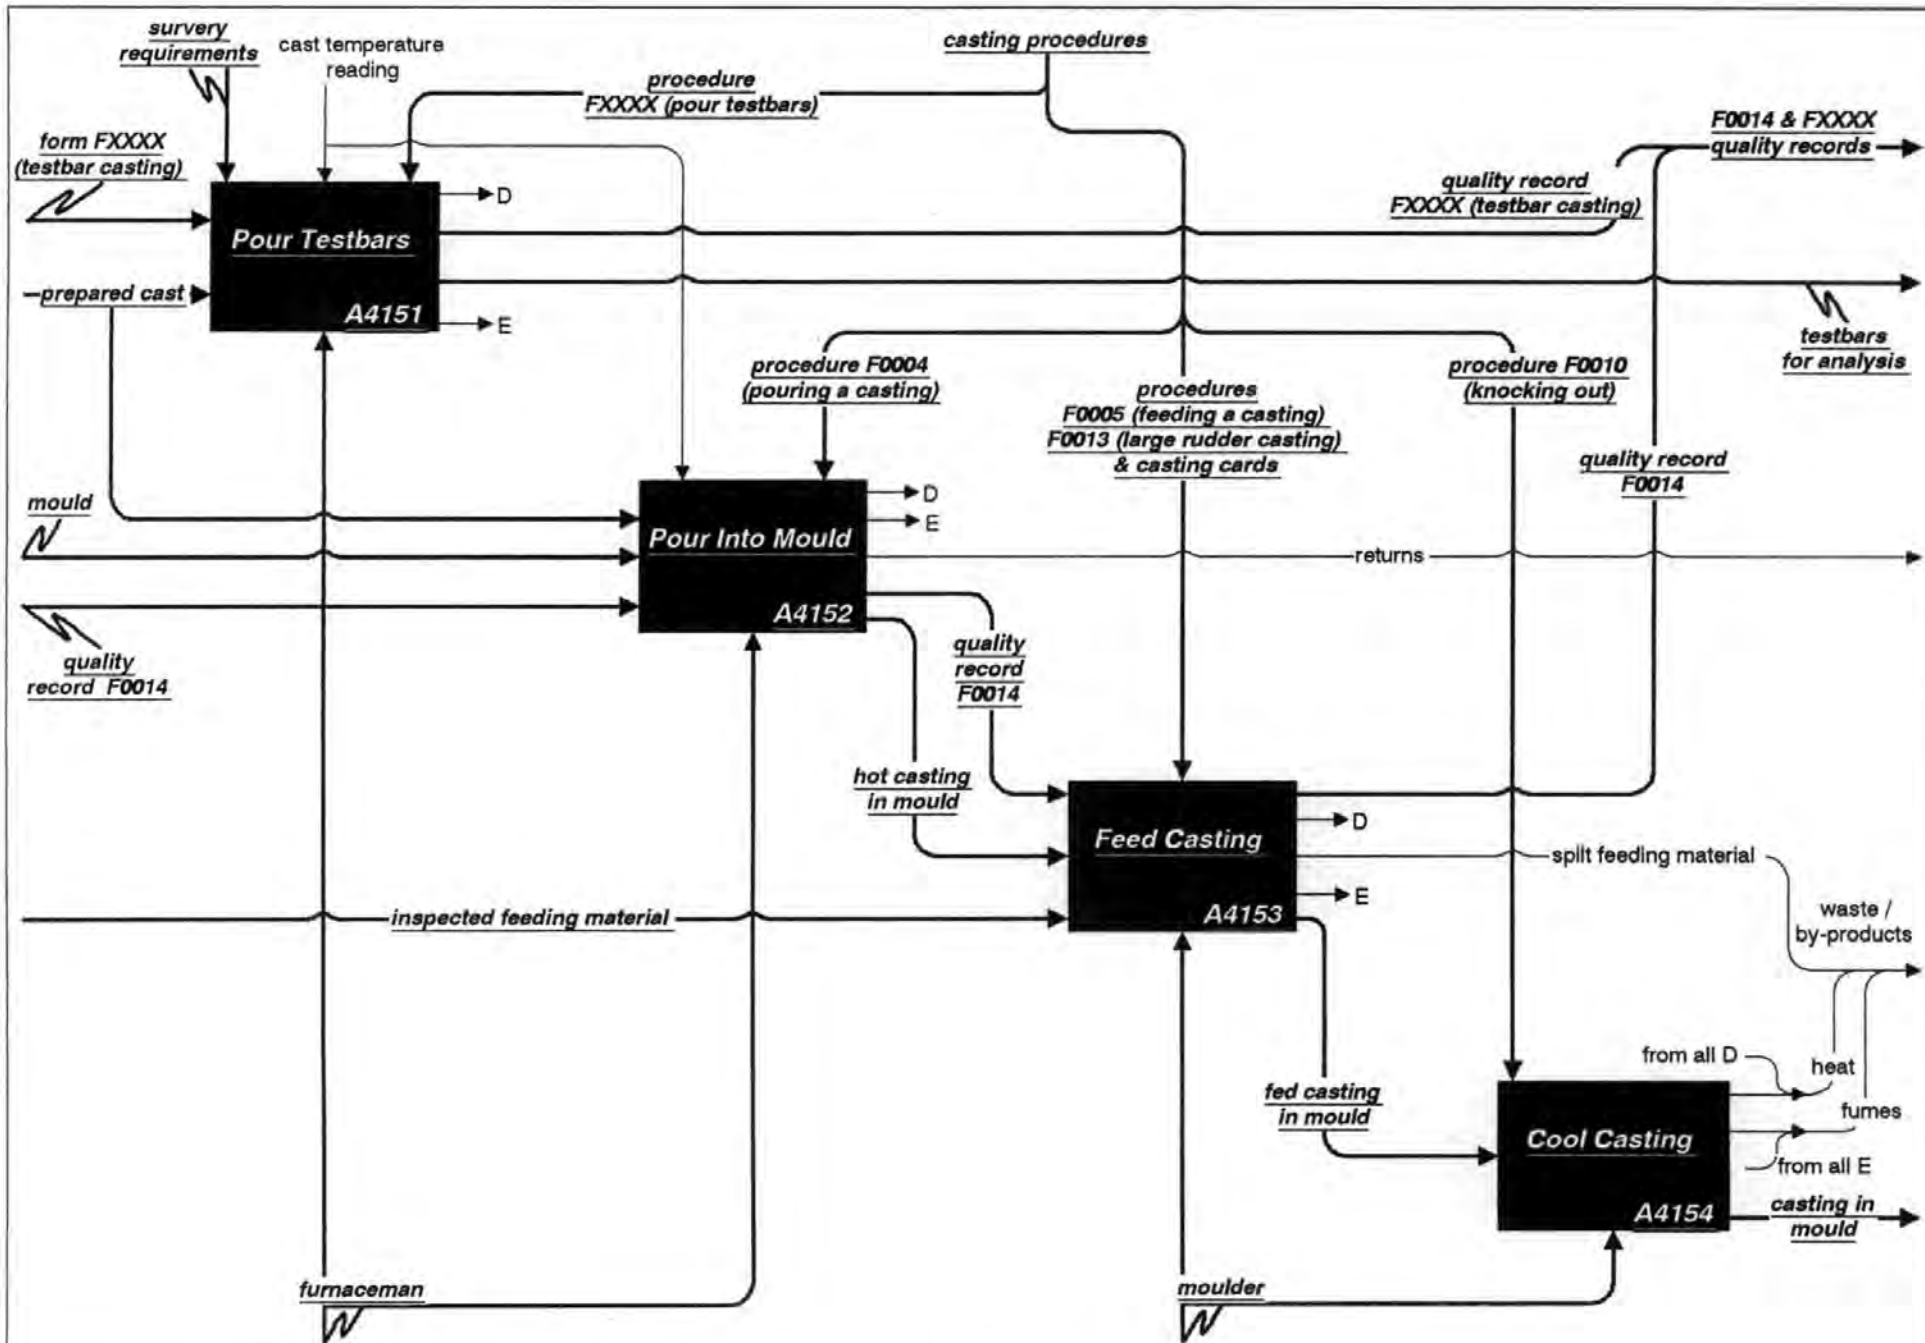 survery
requirements
cast temperature
reading
casting procedures
procedure
FXXXX (pour testbars)
form FXXXX
(testbar casting)
F0014 & FXXXX
quality records
quality record
FXXXX (testbar casting)
D
Pour Testbars
prepared cast
A4151
E
testbars
for analysis
procedure F0004
(pouring a casting)
procedures
F0005 (feeding a casting)
F0013 (large rudder casting)
& casting cards
procedure F0010
(knocking out)
quality record
F0014
mould
D
E
Pour Into Mould
returns
A4152
quality
record F0014
quality
record
F0014
hot casting
in mould
D
Feed Casting
spilt feeding material
E
A4153
inspected feeding material
waste /
by-products
from all D
heat
fed casting
in mould
fumes
Cool Casting
from all E
A4154
casting in
mould
furnaceman
moulder